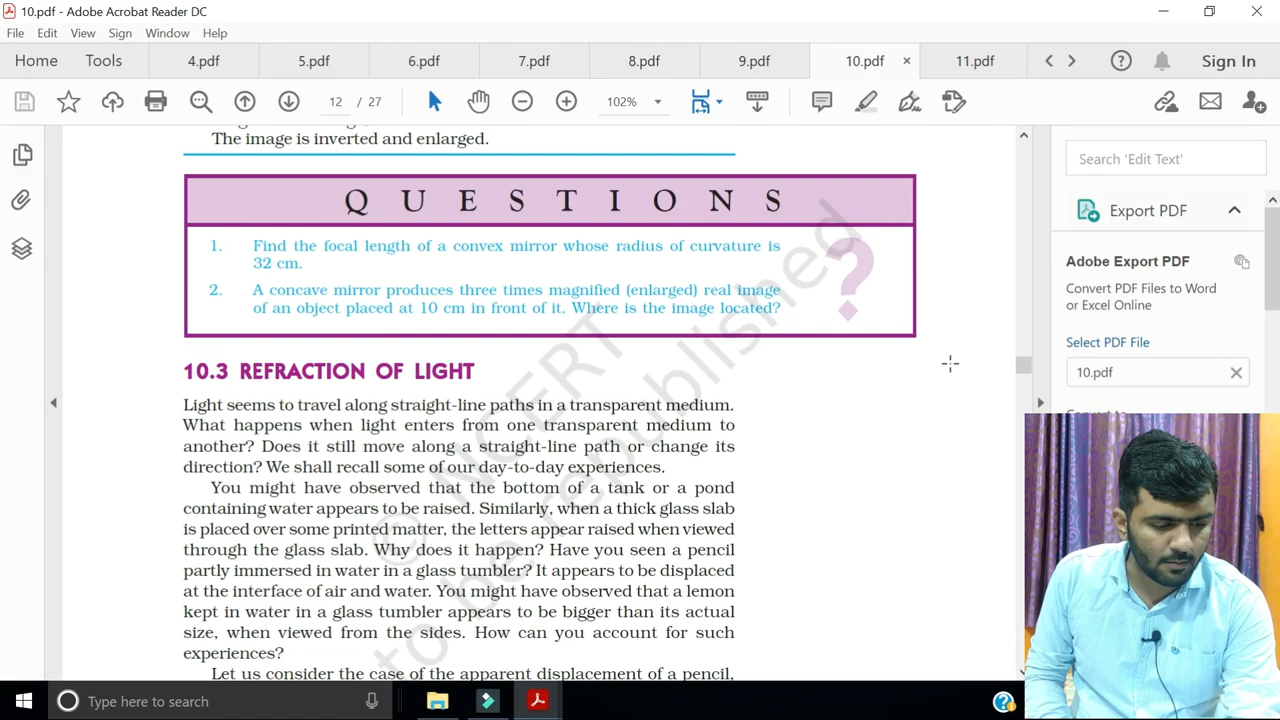 10.pdf - Adobe Acrobat Reader DC
File Edit View Sign Window Help
Home Tools 4.pdf 5.pdf 6.pdf 7.pdf 8.pdf 9.pdf 10.pdf × 11.pdf Sign In
12 / 27 102%
The image is inverted and enlarged.
QUESTIONS
?
1. Find the focal length of a convex mirror whose radius of curvature is
32 cm.
2. A concave mirror produces three times magnified (enlarged) real image
of an object placed at 10 cm in front of it. Where is the image located?
10.3 REFRACTION OF LIGHT
Light seems to travel along straight-line paths in a transparent medium.
What happens when light enters from one transparent medium to
another? Does it still move along a straight-line path or change its
direction? We shall recall some of our day-to-day experiences.
You might have observed that the bottom of a tank or a pond
containing water appears to be raised. Similarly, when a thick glass slab
is placed over some printed matter, the letters appear raised when viewed
through the glass slab. Why does it happen? Have you seen a pencil
partly immersed in water in a glass tumbler? It appears to be displaced
at the interface of air and water. You might have observed that a lemon
kept in water in a glass tumbler appears to be bigger than its actual
size, when viewed from the sides. How can you account for such
experiences?
Let us consider the case of the apparent displacement of a pencil,
© NCERT
to be republished
Search 'Edit Text'
Export PDF
Adobe Export PDF
Convert PDF Files to Word
or Excel Online
Select PDF File
10.pdf
Type here to search